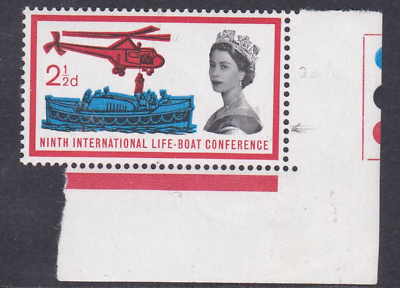 2½d
NINTH INTERNATIONAL LIFE-BOAT CONFERENCE